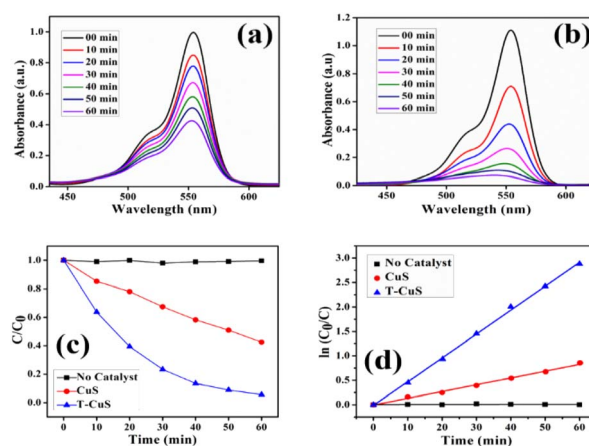 (a)
00 min
10 min
20 min
30 min
40 min
50 min
60 min
Absorbance (a.u.)
1.0
0.8
0.6
0.4
0.2
0.0
450 500 550 600
Wavelength (nm)
(b)
00 min
10 min
20 min
30 min
40 min
50 min
60 min
Absorbance (a.u)
1.2
1.0
0.8
0.6
0.4
0.2
0.0
450 500 550 600
Wavelength (nm)
(c)
No Catalyst
CuS
T-CuS
C/C0
1.0
0.8
0.6
0.4
0.2
0.0
0 10 20 30 40 50 60
Time (min)
(d)
No Catalyst
CuS
T-CuS
ln (C0/C)
3.0
2.5
2.0
1.5
1.0
0.5
0.0
0 10 20 30 40 50 60
Time (min)